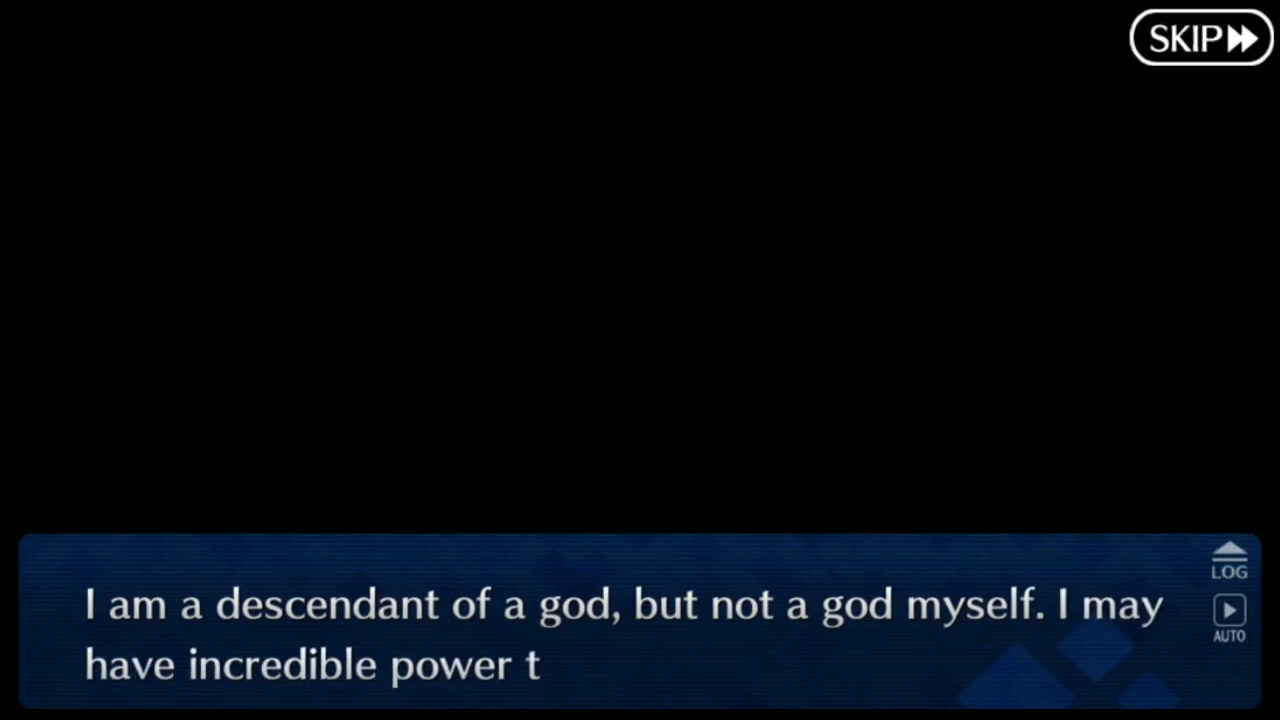 SKIP
LOG
I am a descendant of a god, but not a god myself. I may
have incredible power t
AUTO